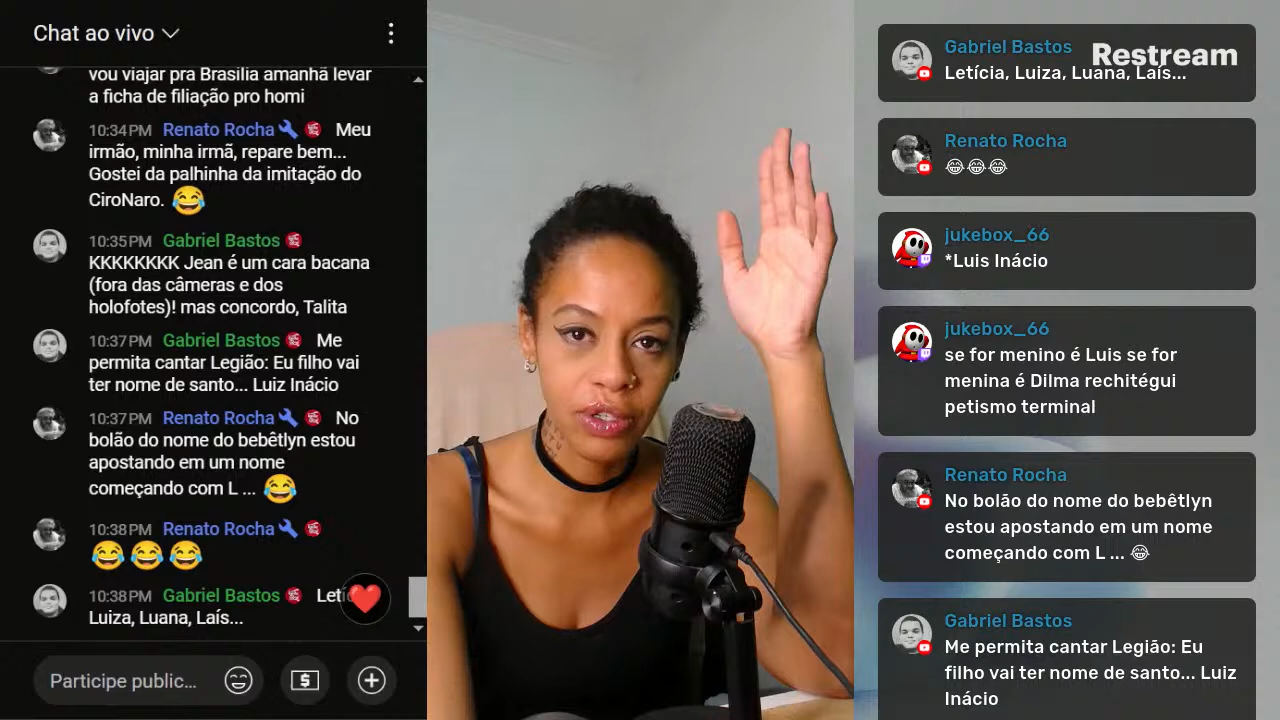 Chat ao vivo
vou viajar pra Brasília amanhã levar
a ficha de filiação pro homi
10:34 PM Renato Rocha Meu
irmão, minha irmã, repare bem...
Gostei da palhinha da imitação do
CiroNaro. 😂
10:35 PM Gabriel Bastos
KKKKKKKK Jean é um cara bacana
(fora das câmeras e dos
holofotes)! mas concordo, Talita
10:37 PM Gabriel Bastos Me
permita cantar Legião: Eu filho vai
ter nome de santo... Luiz Inácio
10:37 PM Renato Rocha No
bolão do nome do bebêtlyn estou
apostando em um nome
começando com L ... 😂
10:38 PM Renato Rocha
😂😂😂
10:38 PM Gabriel Bastos
Luiza, Luana, Laís...
Participe public...
Restream
Gabriel Bastos
Letícia, Luiza, Luana, Laís...
Renato Rocha
😂😂😂
jukebox_66
*Luis Inácio
jukebox_66
se for menino é Luis se for
menina é Dilma rechitégui
petismo terminal
Renato Rocha
No bolão do nome do bebêtlyn
estou apostando em um nome
começando com L ... 😂
Gabriel Bastos
Me permita cantar Legião: Eu
filho vai ter nome de santo... Luiz
Inácio